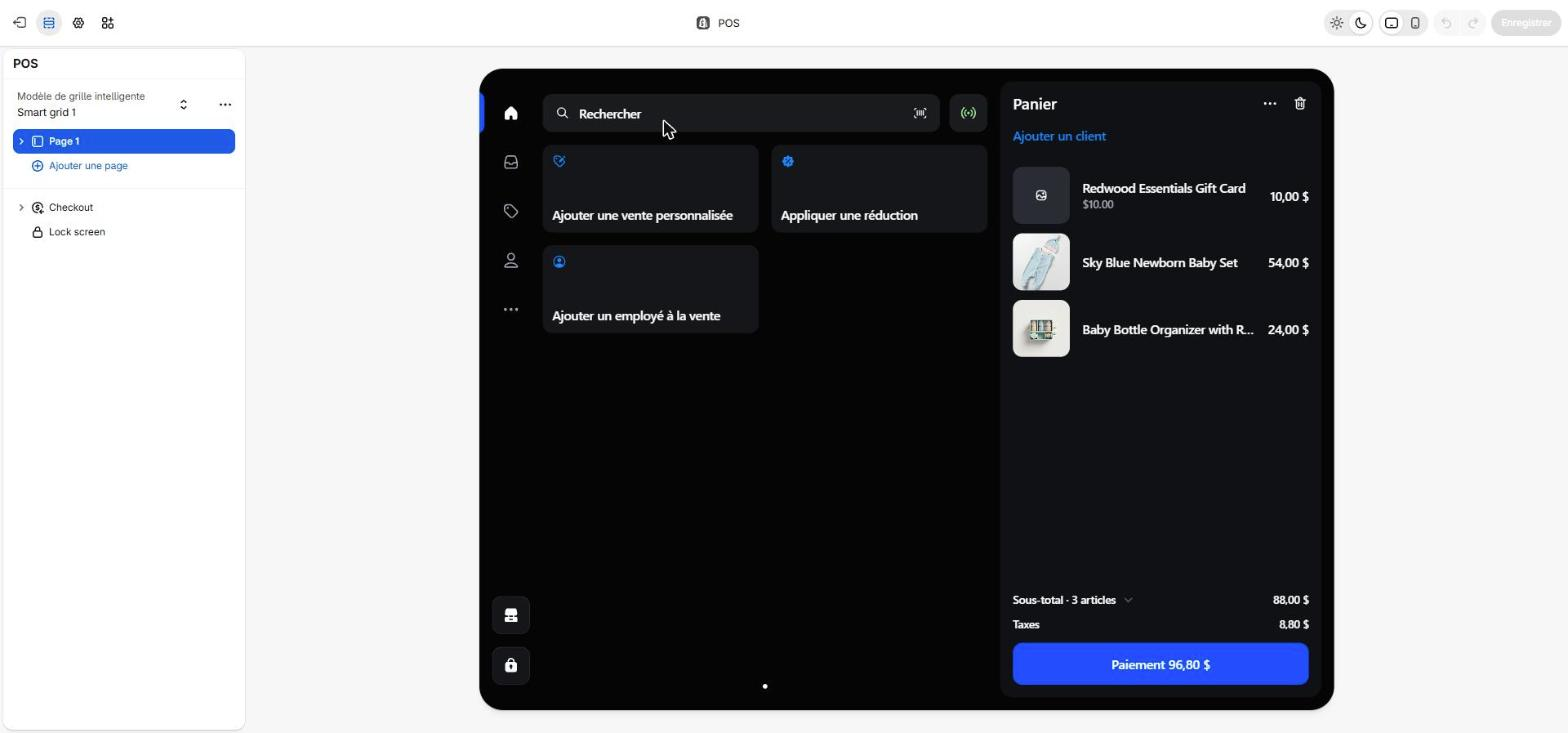 POS
Enregistrer
POS
Modèle de grille intelligente
Smart grid 1
Page 1
Ajouter une page
Checkout
Lock screen
Rechercher
Ajouter une vente personnalisée
Appliquer une réduction
Ajouter un employé à la vente
Panier
Ajouter un client
Redwood Essentials Gift Card
$10.00
10,00 $
Sky Blue Newborn Baby Set
54,00 $
Baby Bottle Organizer with R...
24,00 $
Sous-total · 3 articles
88,00 $
Taxes
8,80 $
Paiement 96,80 $